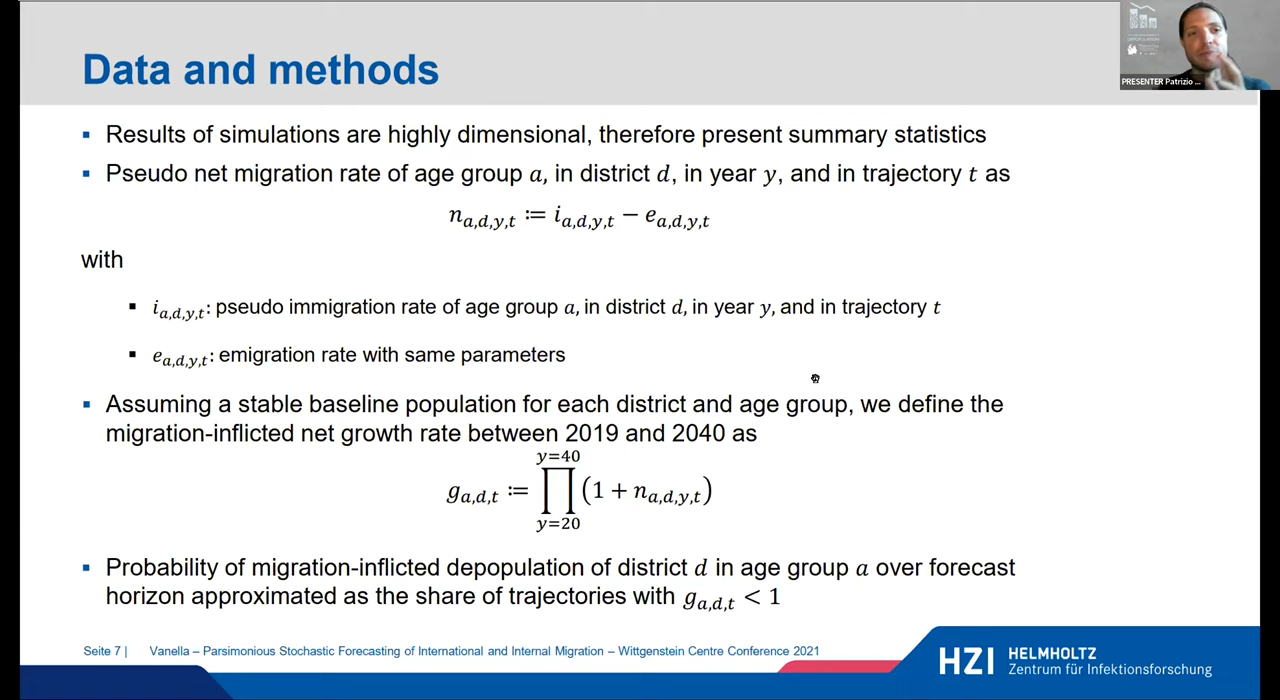 Data and methods
PRESENTER Patrizio ...
▪ Results of simulations are highly dimensional, therefore present summary statistics
▪ Pseudo net migration rate of age group a, in district d, in year y, and in trajectory t as
n_{a,d,y,t} ≔ i_{a,d,y,t} − e_{a,d,y,t}
with
▪ i_{a,d,y,t}: pseudo immigration rate of age group a, in district d, in year y, and in trajectory t
▪ e_{a,d,y,t}: emigration rate with same parameters
▪ Assuming a stable baseline population for each district and age group, we define the
migration-inflicted net growth rate between 2019 and 2040 as
y=40
g_{a,d,t} ≔ ∏(1 + n_{a,d,y,t})
y=20
▪ Probability of migration-inflicted depopulation of district d in age group a over forecast
horizon approximated as the share of trajectories with g_{a,d,t} < 1
Seite 7 | Vanella – Parsimonious Stochastic Forecasting of International and Internal Migration – Wittgenstein Centre Conference 2021
HZI HELMHOLTZ
Zentrum für Infektionsforschung